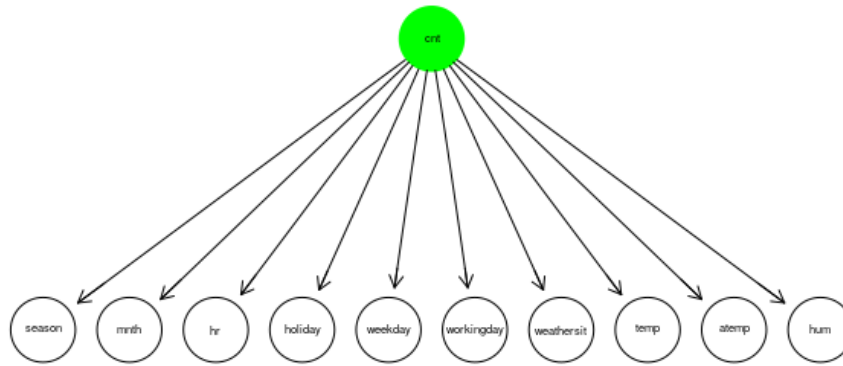 cnt
season
mnth
hr
holiday
weekday
workingday
weathersit
temp
atemp
hum